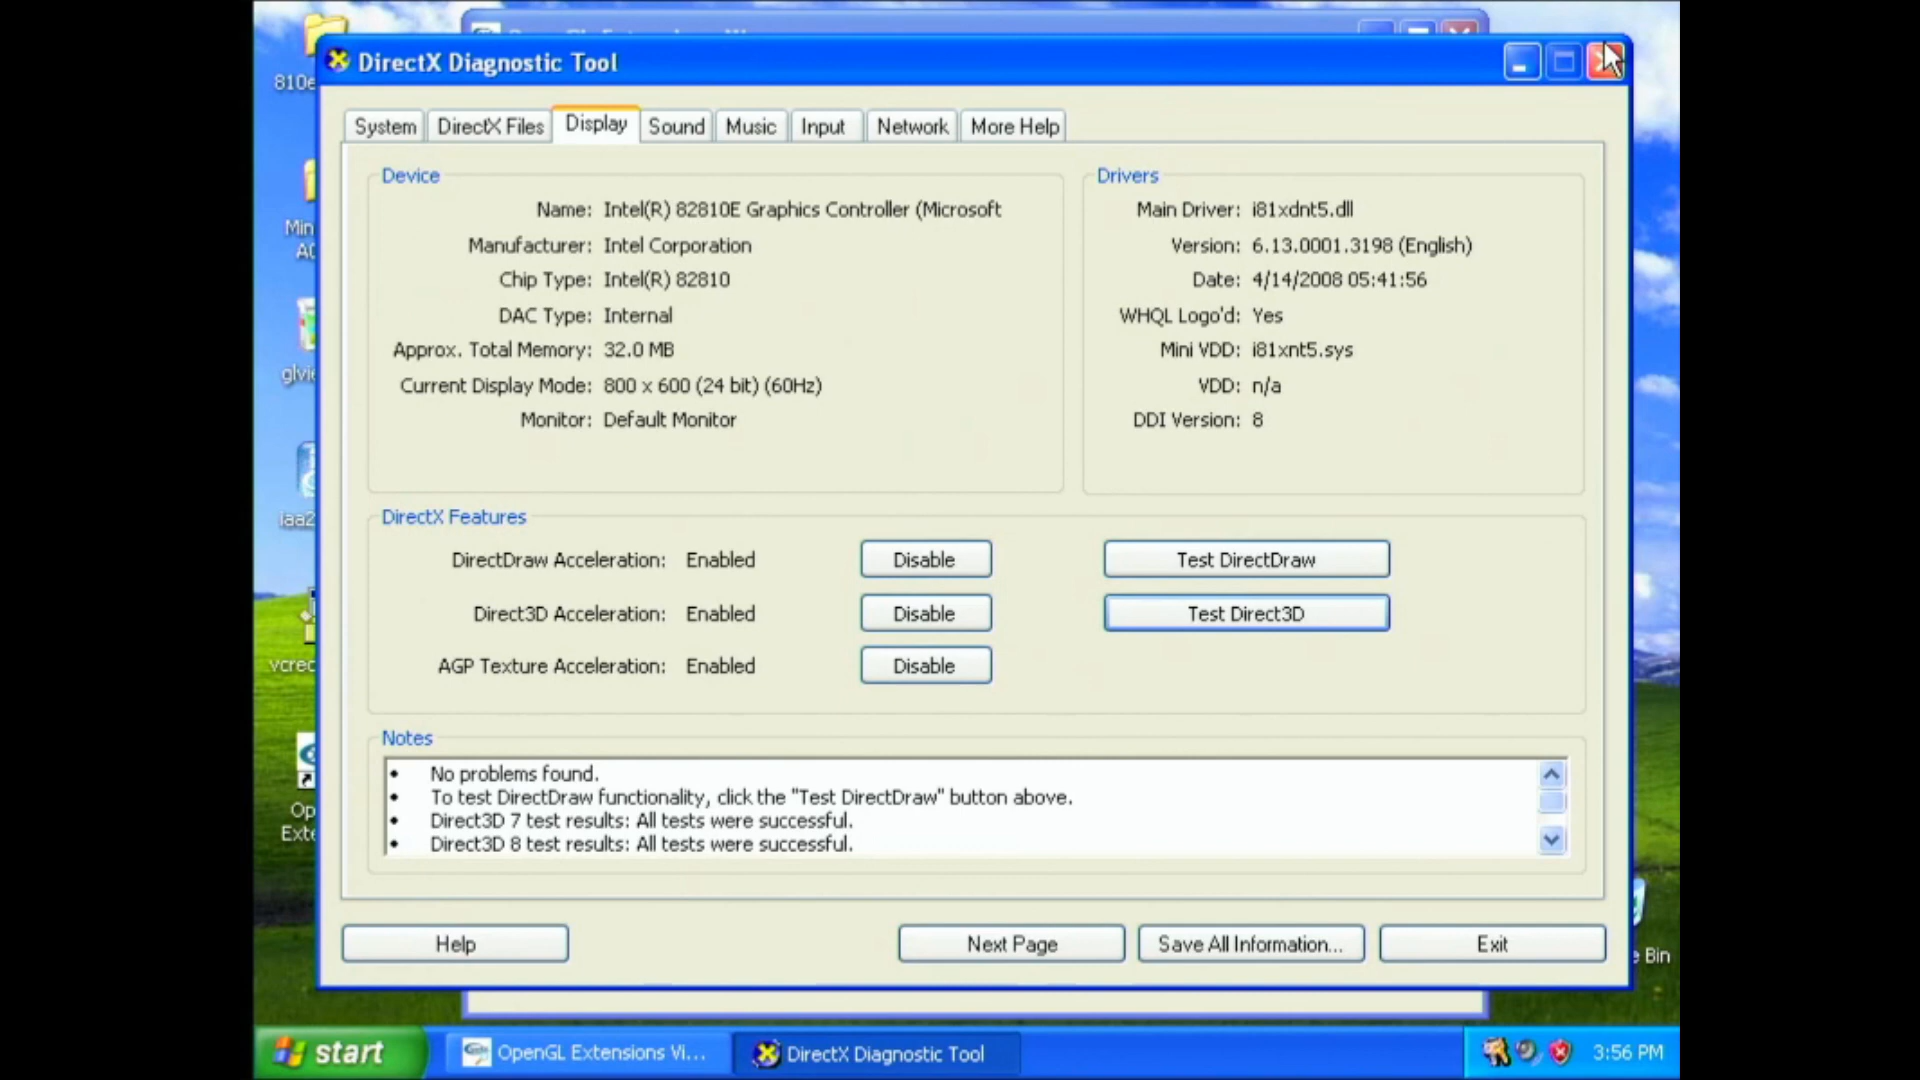 810e
DirectX Diagnostic Tool
System
DirectX Files
Display
Sound
Music
Input
Network
More Help
Device
Name: Intel(R) 82810E Graphics Controller (Microsoft
Manufacturer: Intel Corporation
Chip Type: Intel(R) 82810
DAC Type: Internal
Approx. Total Memory: 32.0 MB
Current Display Mode: 800 x 600 (24 bit) (60Hz)
Monitor: Default Monitor
Drivers
Main Driver: i81xdnt5.dll
Version: 6.13.0001.3198 (English)
Date: 4/14/2008 05:41:56
WHQL Logo'd: Yes
Mini VDD: i81xnt5.sys
VDD: n/a
DDI Version: 8
DirectX Features
DirectDraw Acceleration: Enabled Disable Test DirectDraw
Direct3D Acceleration: Enabled Disable Test Direct3D
AGP Texture Acceleration: Enabled Disable
Notes
• No problems found.
• To test DirectDraw functionality, click the "Test DirectDraw" button above.
• Direct3D 7 test results: All tests were successful.
• Direct3D 8 test results: All tests were successful.
Help
Next Page
Save All Information...
Exit
Min
glvie
vcrec
Op
Exte
e Bin
start
OpenGL Extensions Vi...
DirectX Diagnostic Tool
3:56 PM